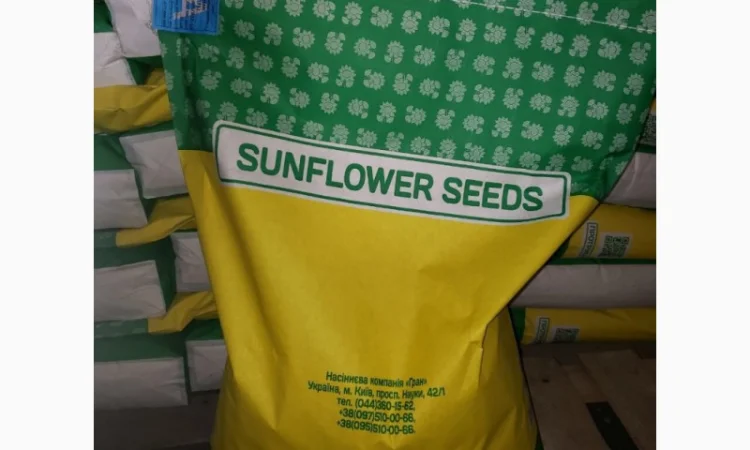 SUNFLOWER SEEDS
Насіннєва компанія «Гран»
Україна, м. Київ, просп. Науки, 42/1
тел. (044)360-15-62,
+38(097)510-00-66,
+38(095)510-00-66.